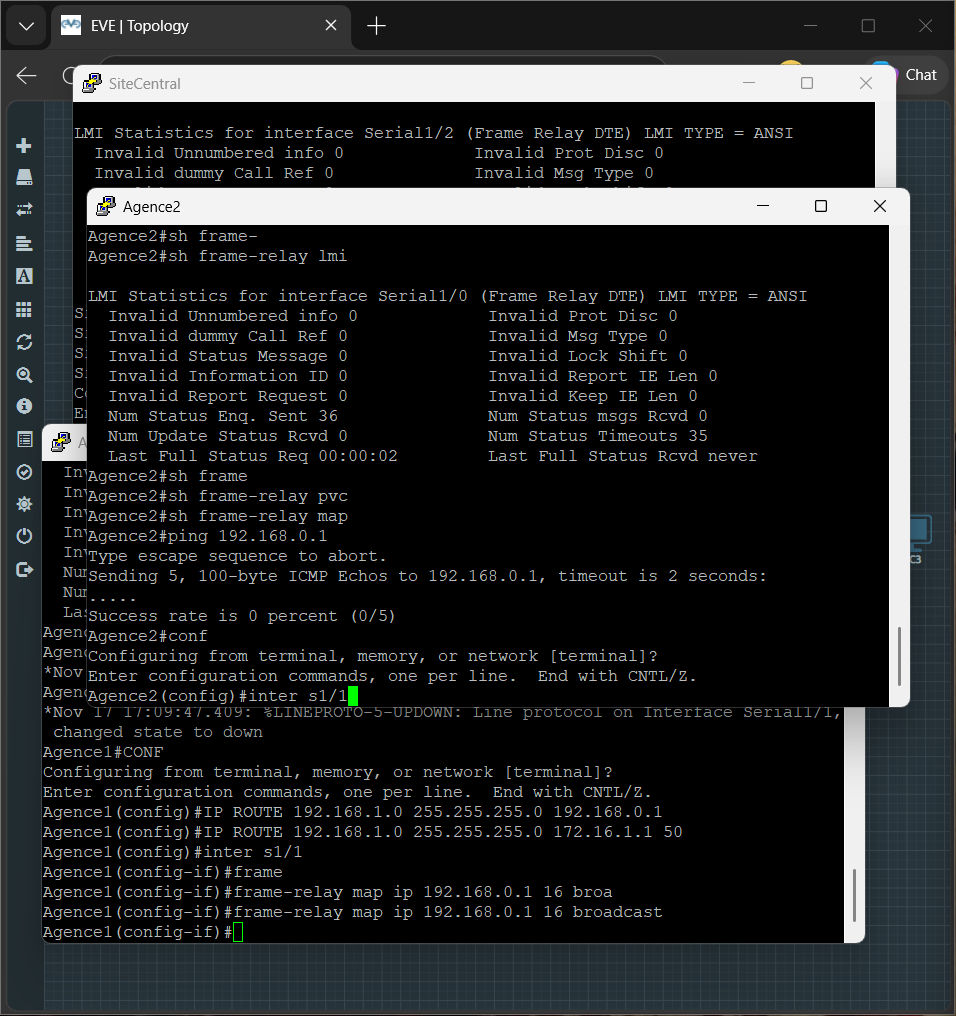 EVE | Topology
Chat
SiteCentral
LMI Statistics for interface Serial1/2 (Frame Relay DTE) LMI TYPE = ANSI
Invalid Unnumbered info 0 Invalid Prot Disc 0
Invalid dummy Call Ref 0 Invalid Msg Type 0
Agence2
Agence2#sh frame-
Agence2#sh frame-relay lmi
LMI Statistics for interface Serial1/0 (Frame Relay DTE) LMI TYPE = ANSI
Invalid Unnumbered info 0 Invalid Prot Disc 0
Invalid dummy Call Ref 0 Invalid Msg Type 0
Invalid Status Message 0 Invalid Lock Shift 0
Invalid Information ID 0 Invalid Report IE Len 0
Invalid Report Request 0 Invalid Keep IE Len 0
Num Status Enq. Sent 36 Num Status msgs Rcvd 0
Num Update Status Rcvd 0 Num Status Timeouts 35
Last Full Status Req 00:00:02 Last Full Status Rcvd never
Agence2#sh frame
Agence2#sh frame-relay pvc
Agence2#sh frame-relay map
Agence2#ping 192.168.0.1
Type escape sequence to abort.
Sending 5, 100-byte ICMP Echos to 192.168.0.1, timeout is 2 seconds:
.....
Success rate is 0 percent (0/5)
Agence2#conf
Configuring from terminal, memory, or network [terminal]?
Enter configuration commands, one per line.  End with CNTL/Z.
Agence2(config)#inter s1/1
*Nov 17 17:09:47.409: %LINEPROTO-5-UPDOWN: Line protocol on Interface Serial1/1,
changed state to down
Agence1#CONF
Configuring from terminal, memory, or network [terminal]?
Enter configuration commands, one per line.  End with CNTL/Z.
Agence1(config)#IP ROUTE 192.168.1.0 255.255.255.0 192.168.0.1
Agence1(config)#IP ROUTE 192.168.1.0 255.255.255.0 172.16.1.1 50
Agence1(config)#inter s1/1
Agence1(config-if)#frame
Agence1(config-if)#frame-relay map ip 192.168.0.1 16 broa
Agence1(config-if)#frame-relay map ip 192.168.0.1 16 broadcast
Agence1(config-if)#